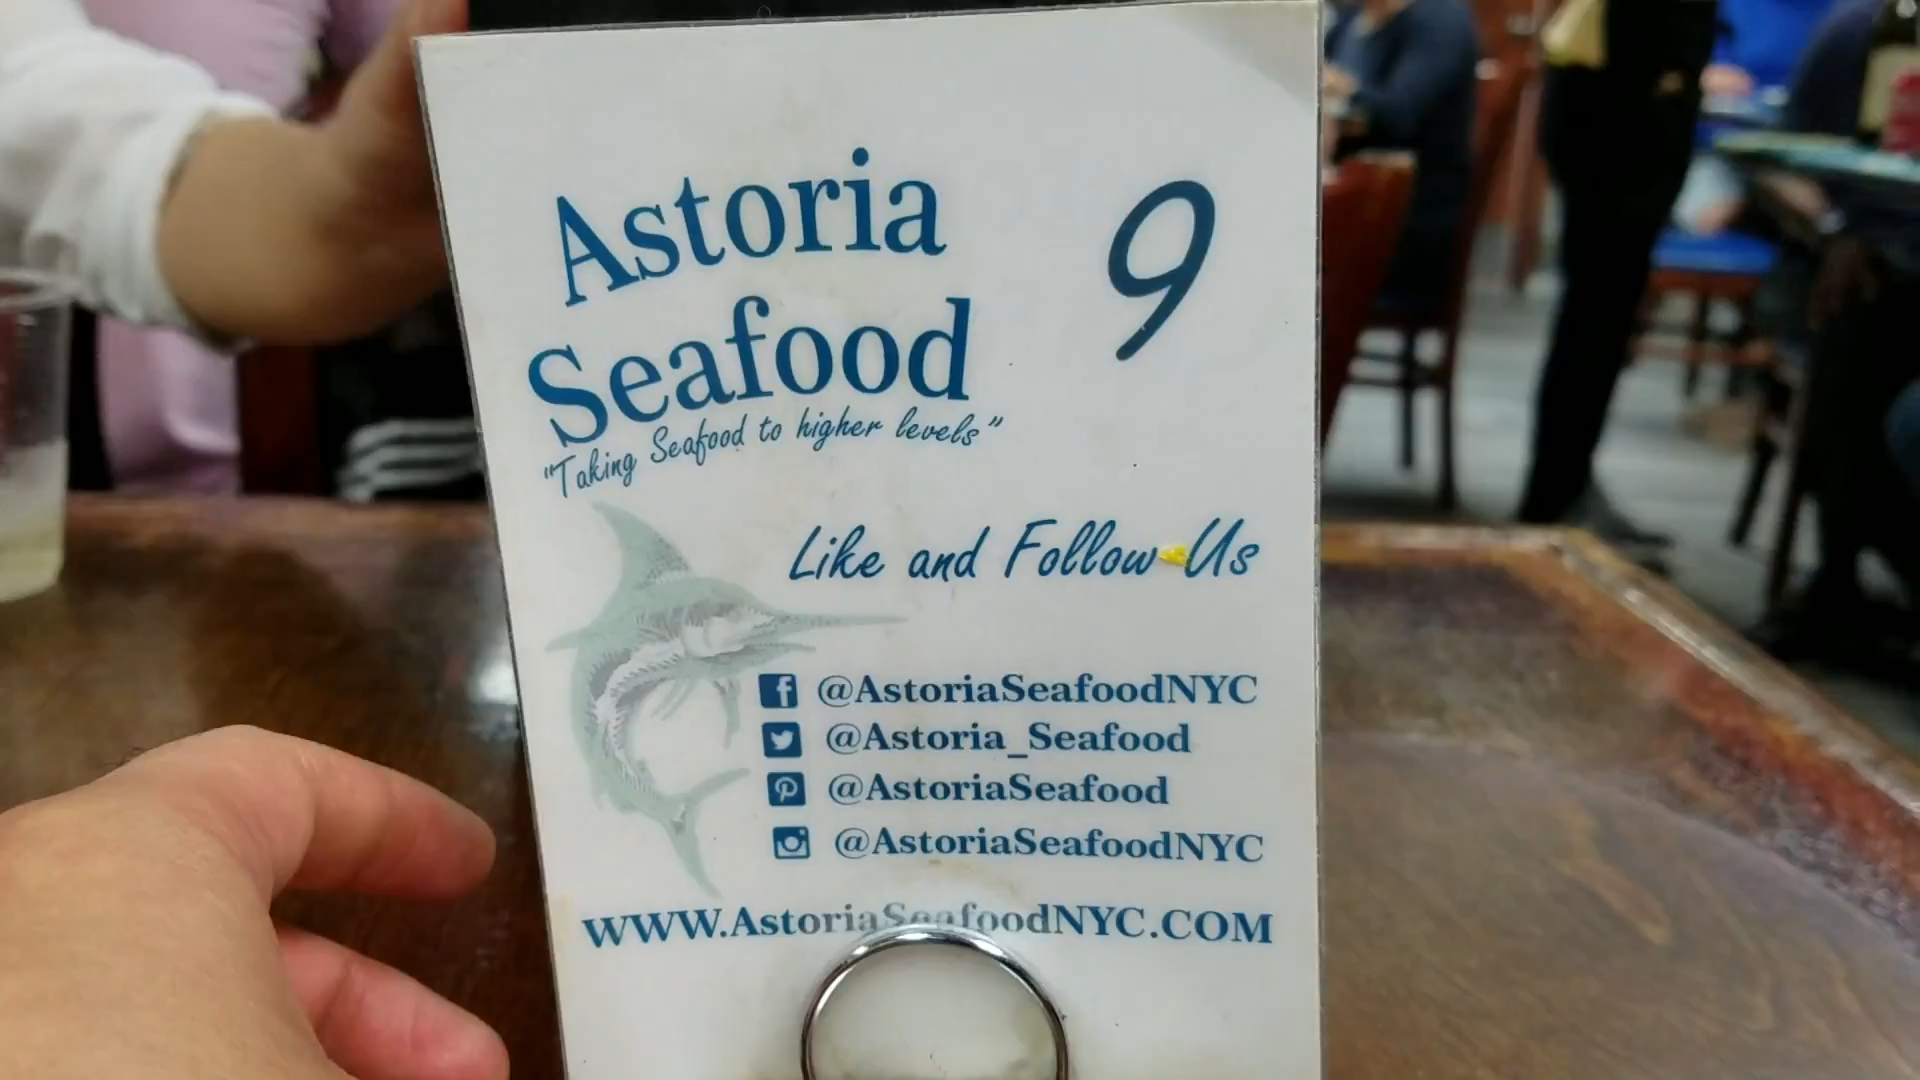 Astoria
Seafood
9
"Taking Seafood to higher levels"
Like and Follow Us
@AstoriaSeafoodNYC
@Astoria_Seafood
@AstoriaSeafood
@AstoriaSeafoodNYC
WWW.AstoriaSeafoodNYC.COM